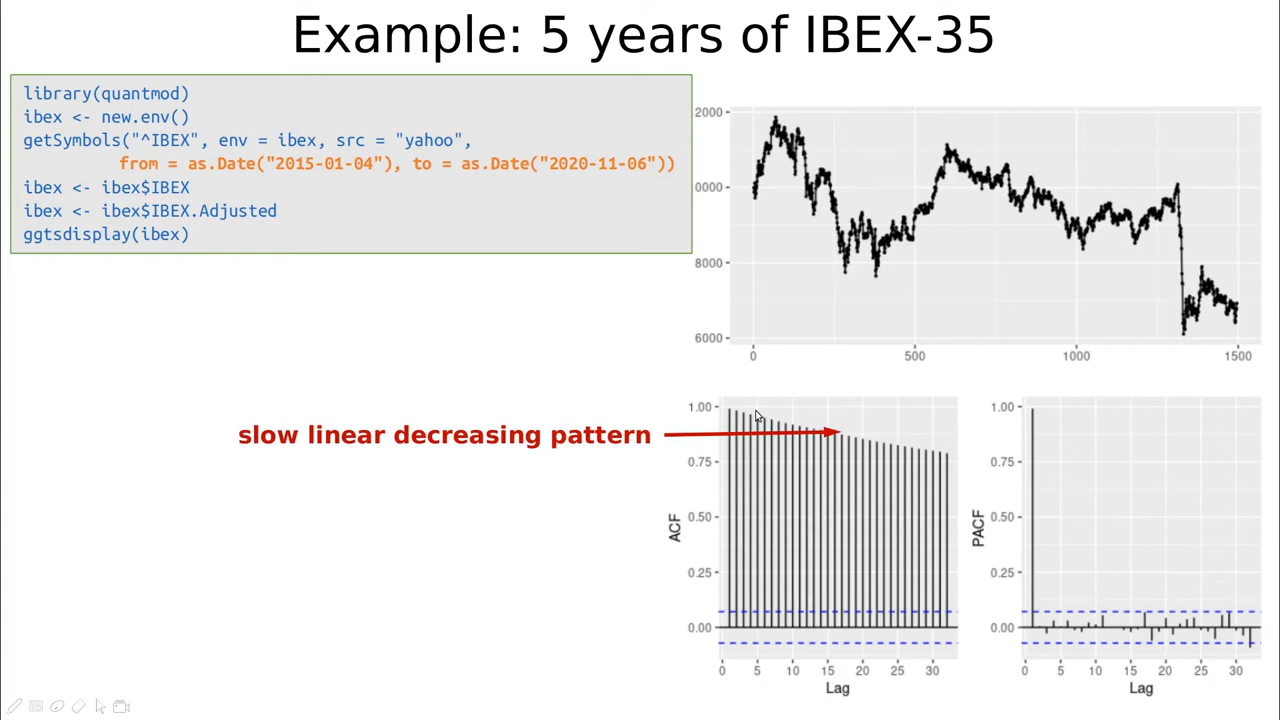 Example: 5 years of IBEX-35
library(quantmod)
ibex <- new.env()
getSymbols("^IBEX", env = ibex, src = "yahoo",
from = as.Date("2015-01-04"), to = as.Date("2020-11-06"))
ibex <- ibex$IBEX
ibex <- ibex$IBEX.Adjusted
ggtsdisplay(ibex)
2000
0000
8000
6000
0 500 1000 1500
slow linear decreasing pattern
1.00
0.75
0.50
0.25
0.00
ACF
0 5 10 15 20 25 30
Lag
1.00
0.75
0.50
0.25
0.00
PACF
0 5 10 15 20 25 30
Lag